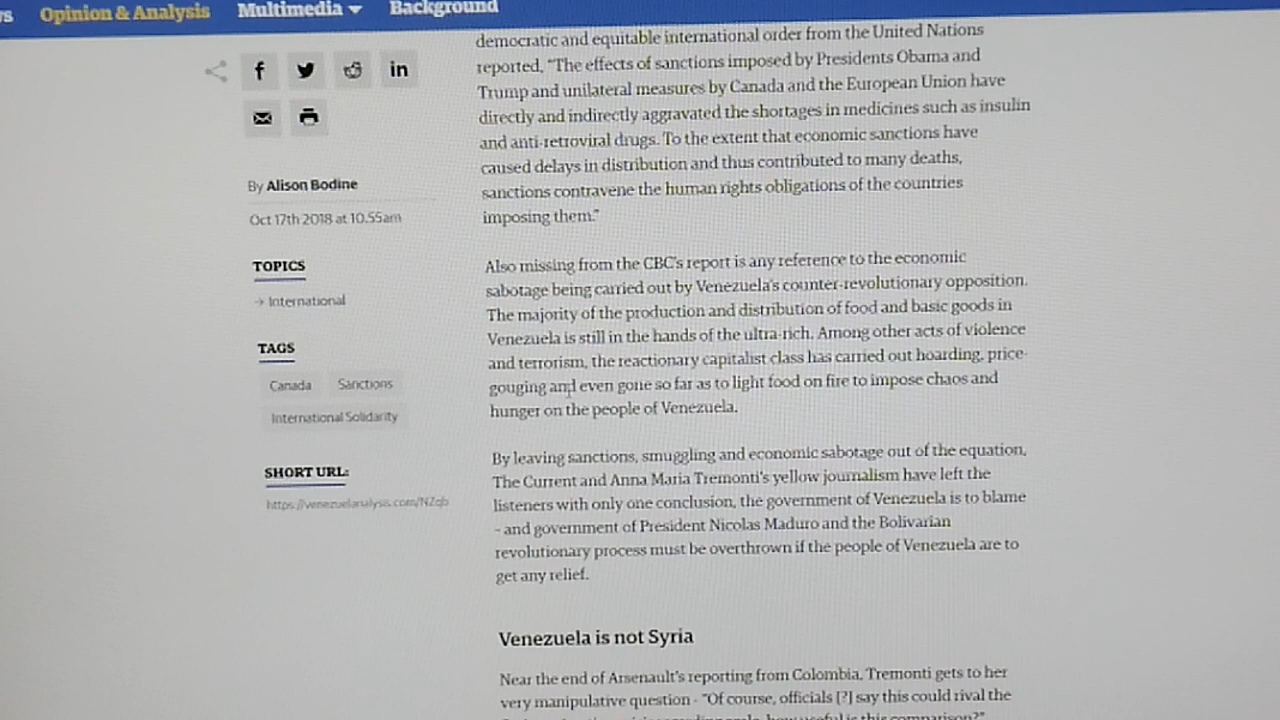 Opinion & Analysis
Multimedia
Background
f
in
By Alison Bodine
Oct 17th 2018 at 10.55am
TOPICS
→ International
TAGS
Canada
Sanctions
International Solidarity
SHORT URL:
https://venezuelanalysis.com/NZqb
democratic and equitable international order from the United Nations
reported, "The effects of sanctions imposed by Presidents Obama and
Trump and unilateral measures by Canada and the European Union have
directly and indirectly aggravated the shortages in medicines such as insulin
and anti-retroviral drugs. To the extent that economic sanctions have
caused delays in distribution and thus contributed to many deaths,
sanctions contravene the human rights obligations of the countries
imposing them."
Also missing from the CBC's report is any reference to the economic
sabotage being carried out by Venezuela's counter-revolutionary opposition.
The majority of the production and distribution of food and basic goods in
Venezuela is still in the hands of the ultra-rich. Among other acts of violence
and terrorism, the reactionary capitalist class has carried out hoarding, price-
gouging and even gone so far as to light food on fire to impose chaos and
hunger on the people of Venezuela.
By leaving sanctions, smuggling and economic sabotage out of the equation,
The Current and Anna Maria Tremonti's yellow journalism have left the
listeners with only one conclusion, the government of Venezuela is to blame
- and government of President Nicolas Maduro and the Bolivarian
revolutionary process must be overthrown if the people of Venezuela are to
get any relief.
Venezuela is not Syria
Near the end of Arsenault's reporting from Colombia, Tremonti gets to her
very manipulative question - "Of course, officials [?] say this could rival the
how useful is this comparison?"